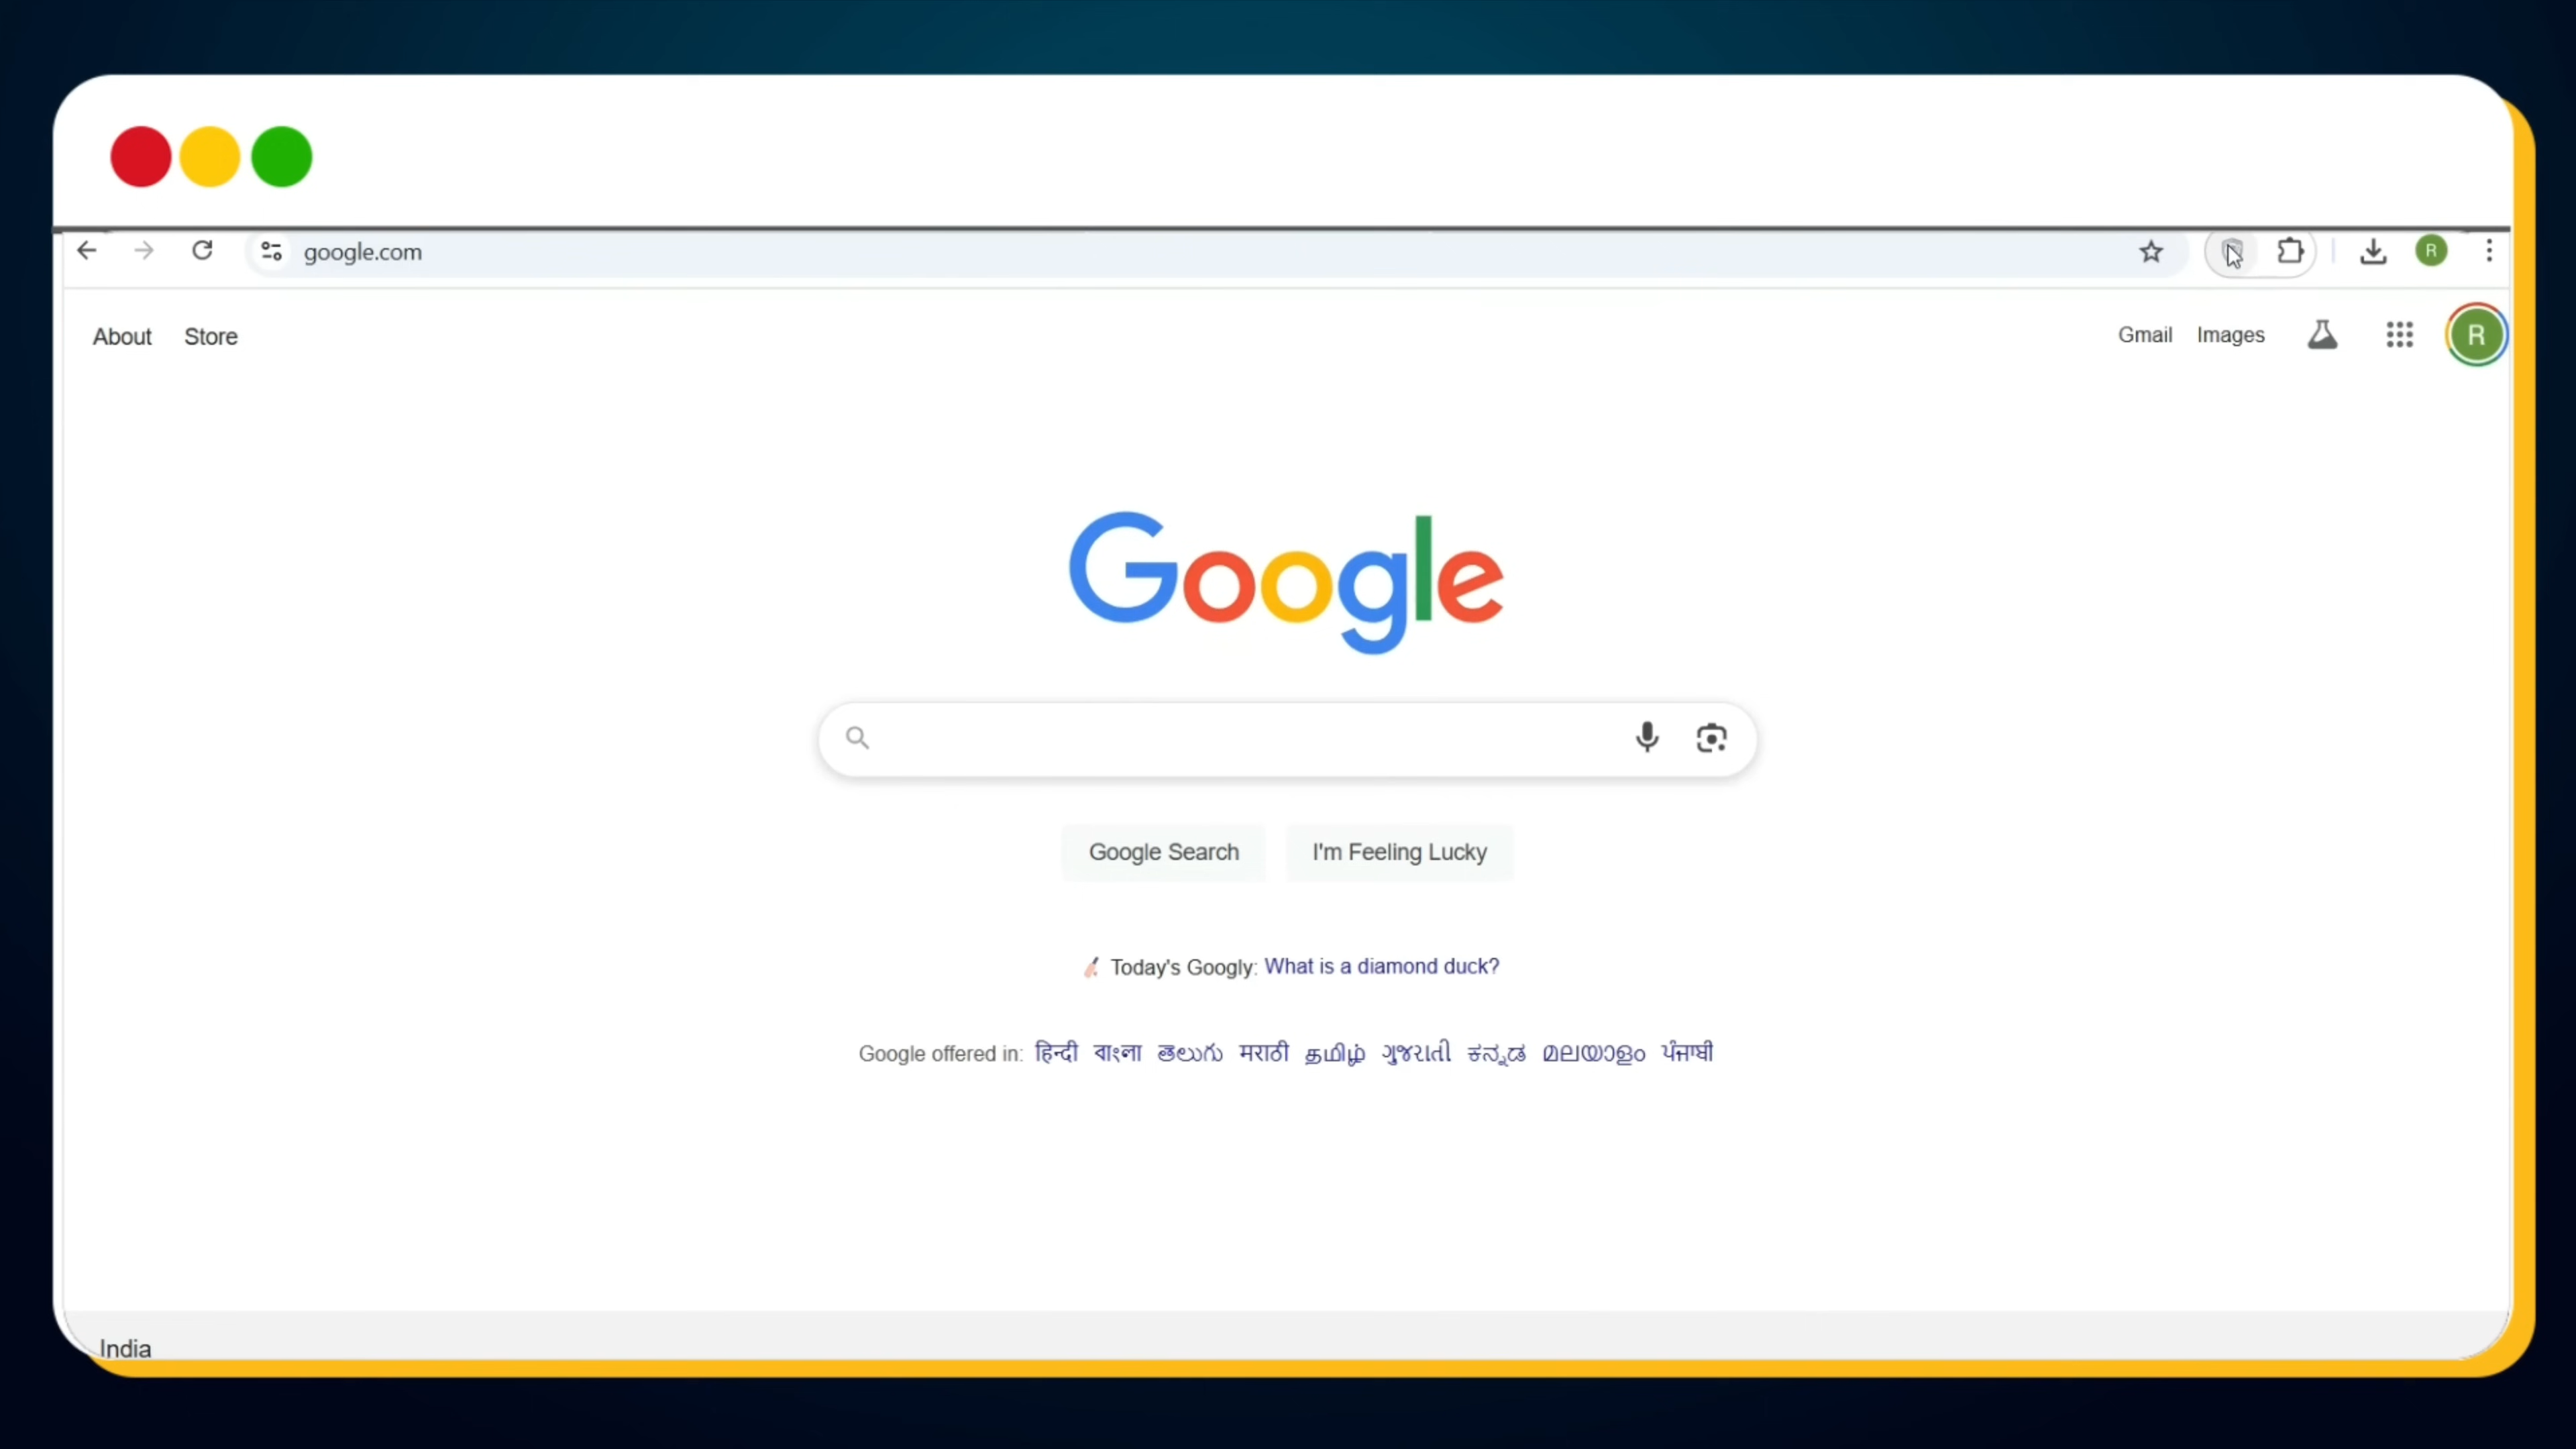 google.com
R
About Store
Gmail Images
R
Google
Google Search I'm Feeling Lucky
Today's Googly: What is a diamond duck?
Google offered in: हिन्दी বাংলা తెలుగు मराठी தமிழ் ગુજરાતી ಕನ್ನಡ മലയാളം ਪੰਜਾਬੀ
India